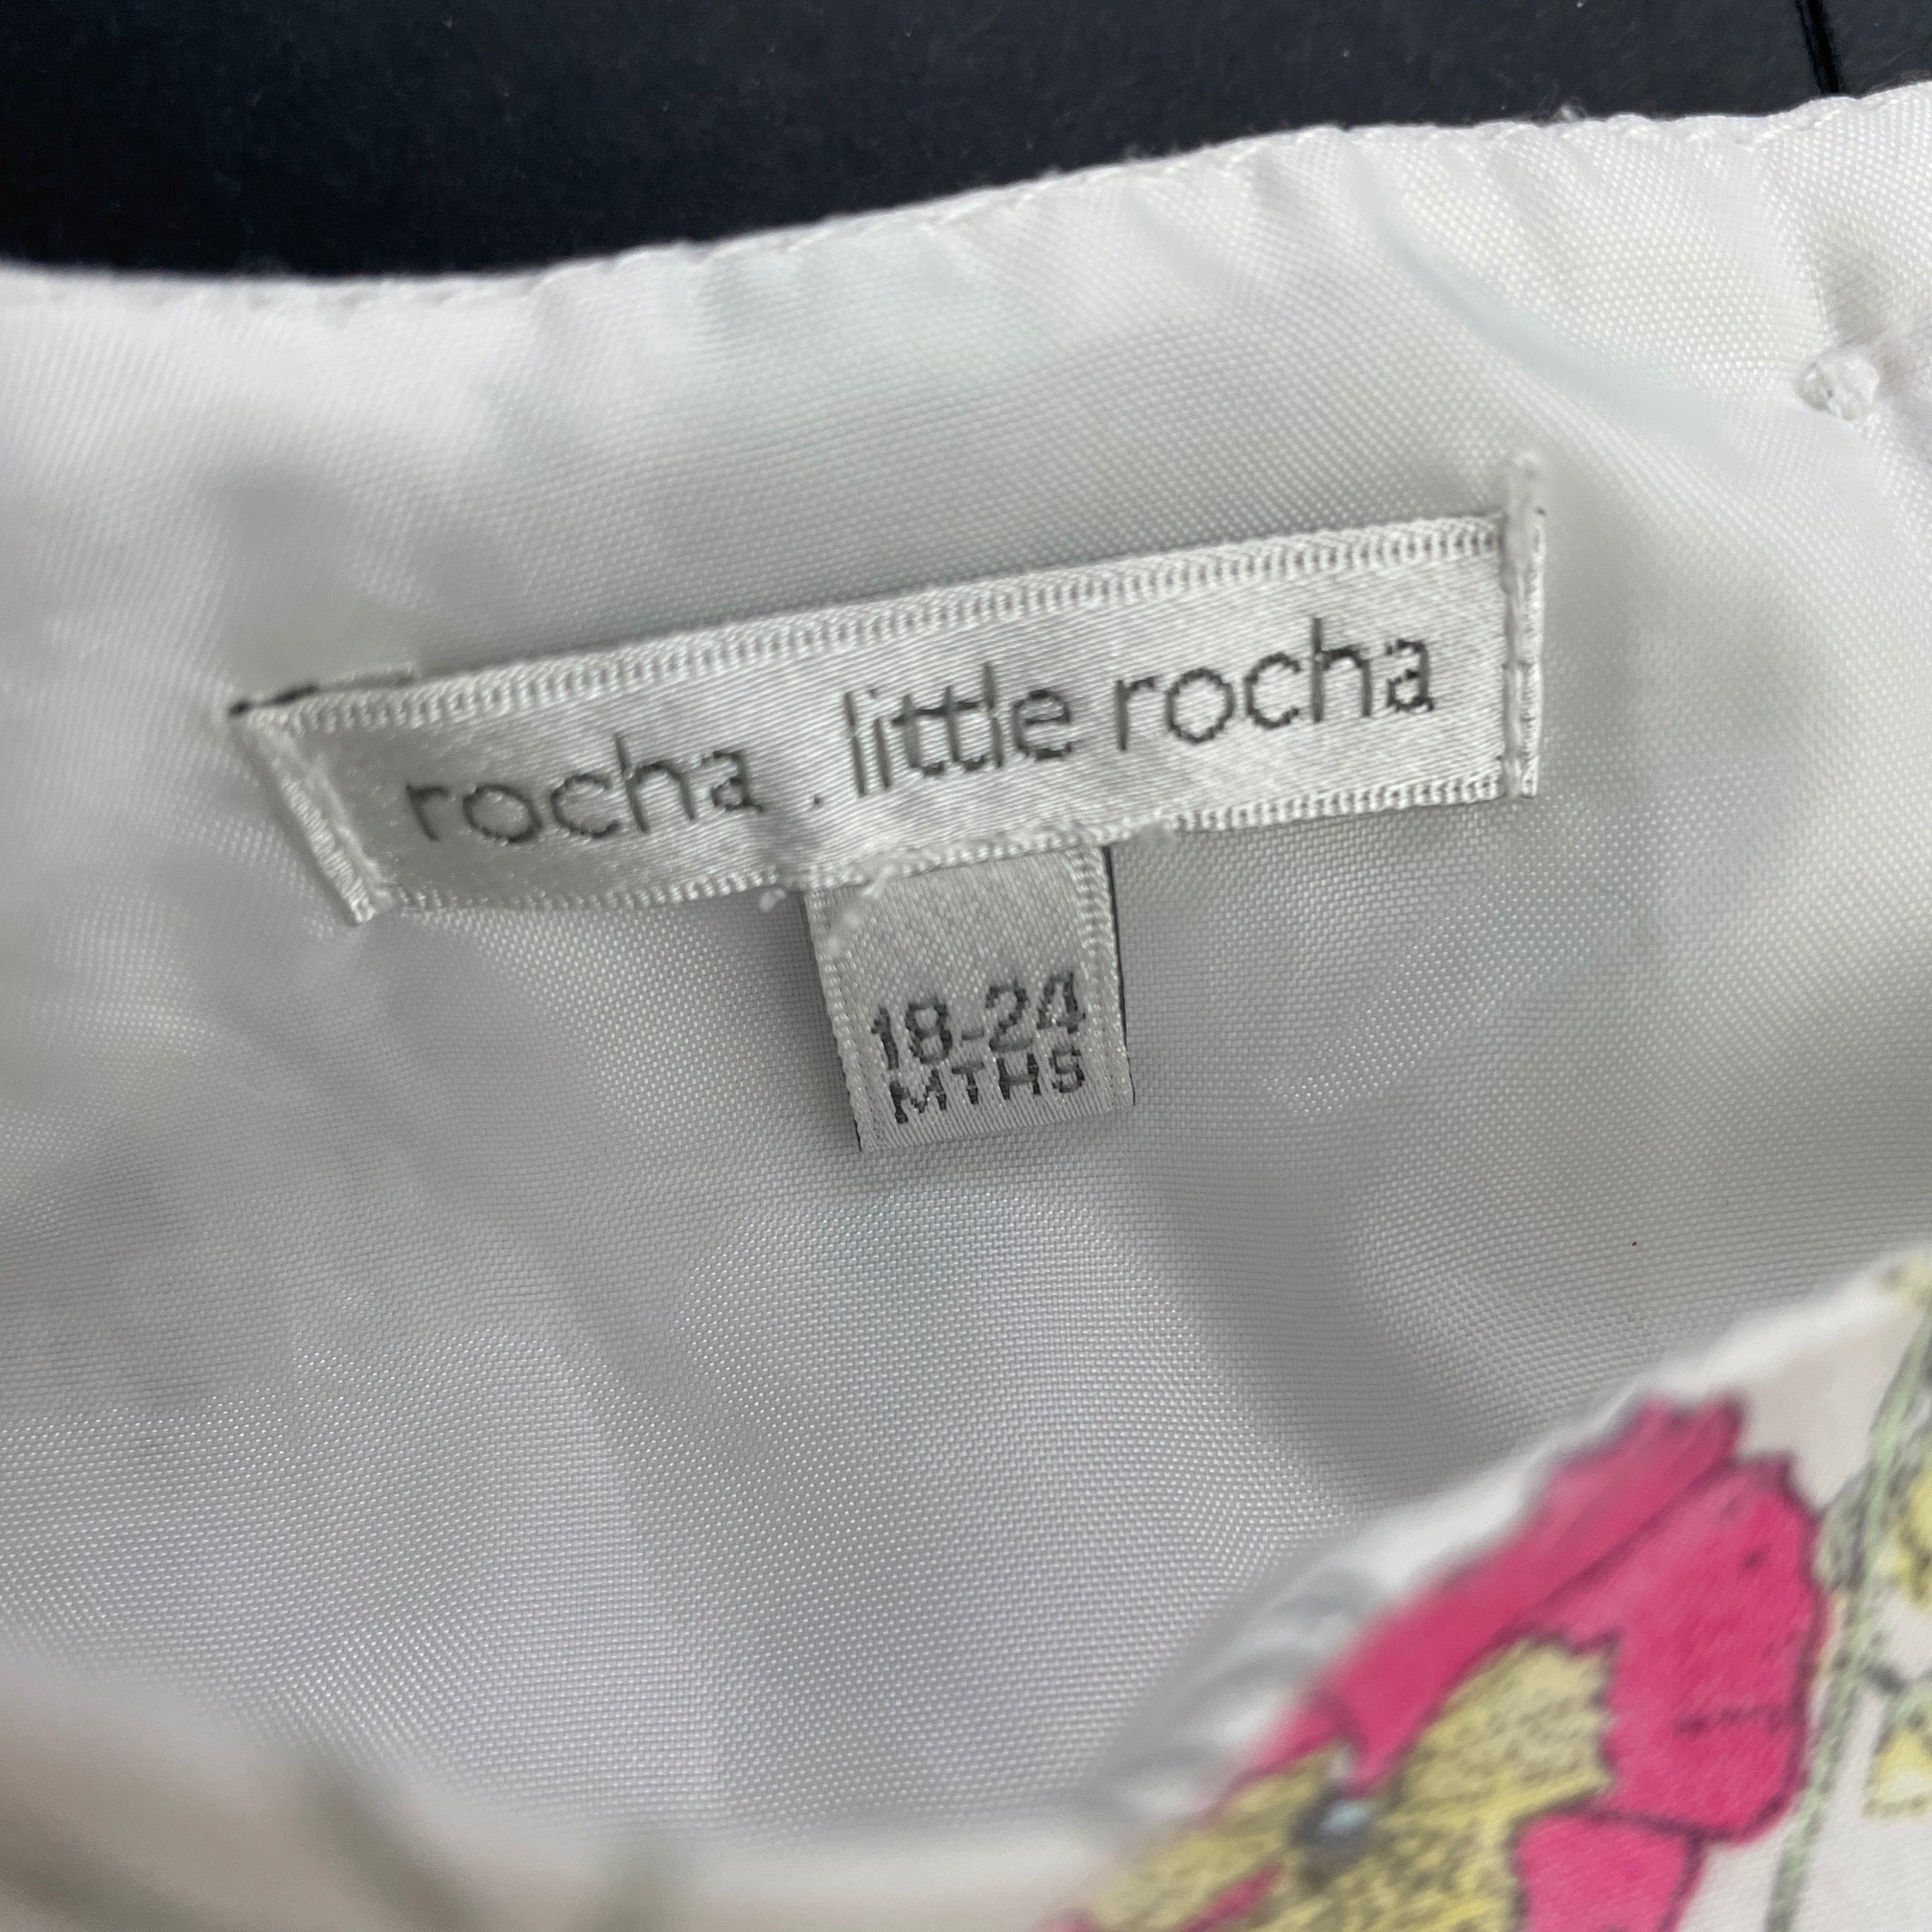 rocha . little rocha
18-24
MTHS